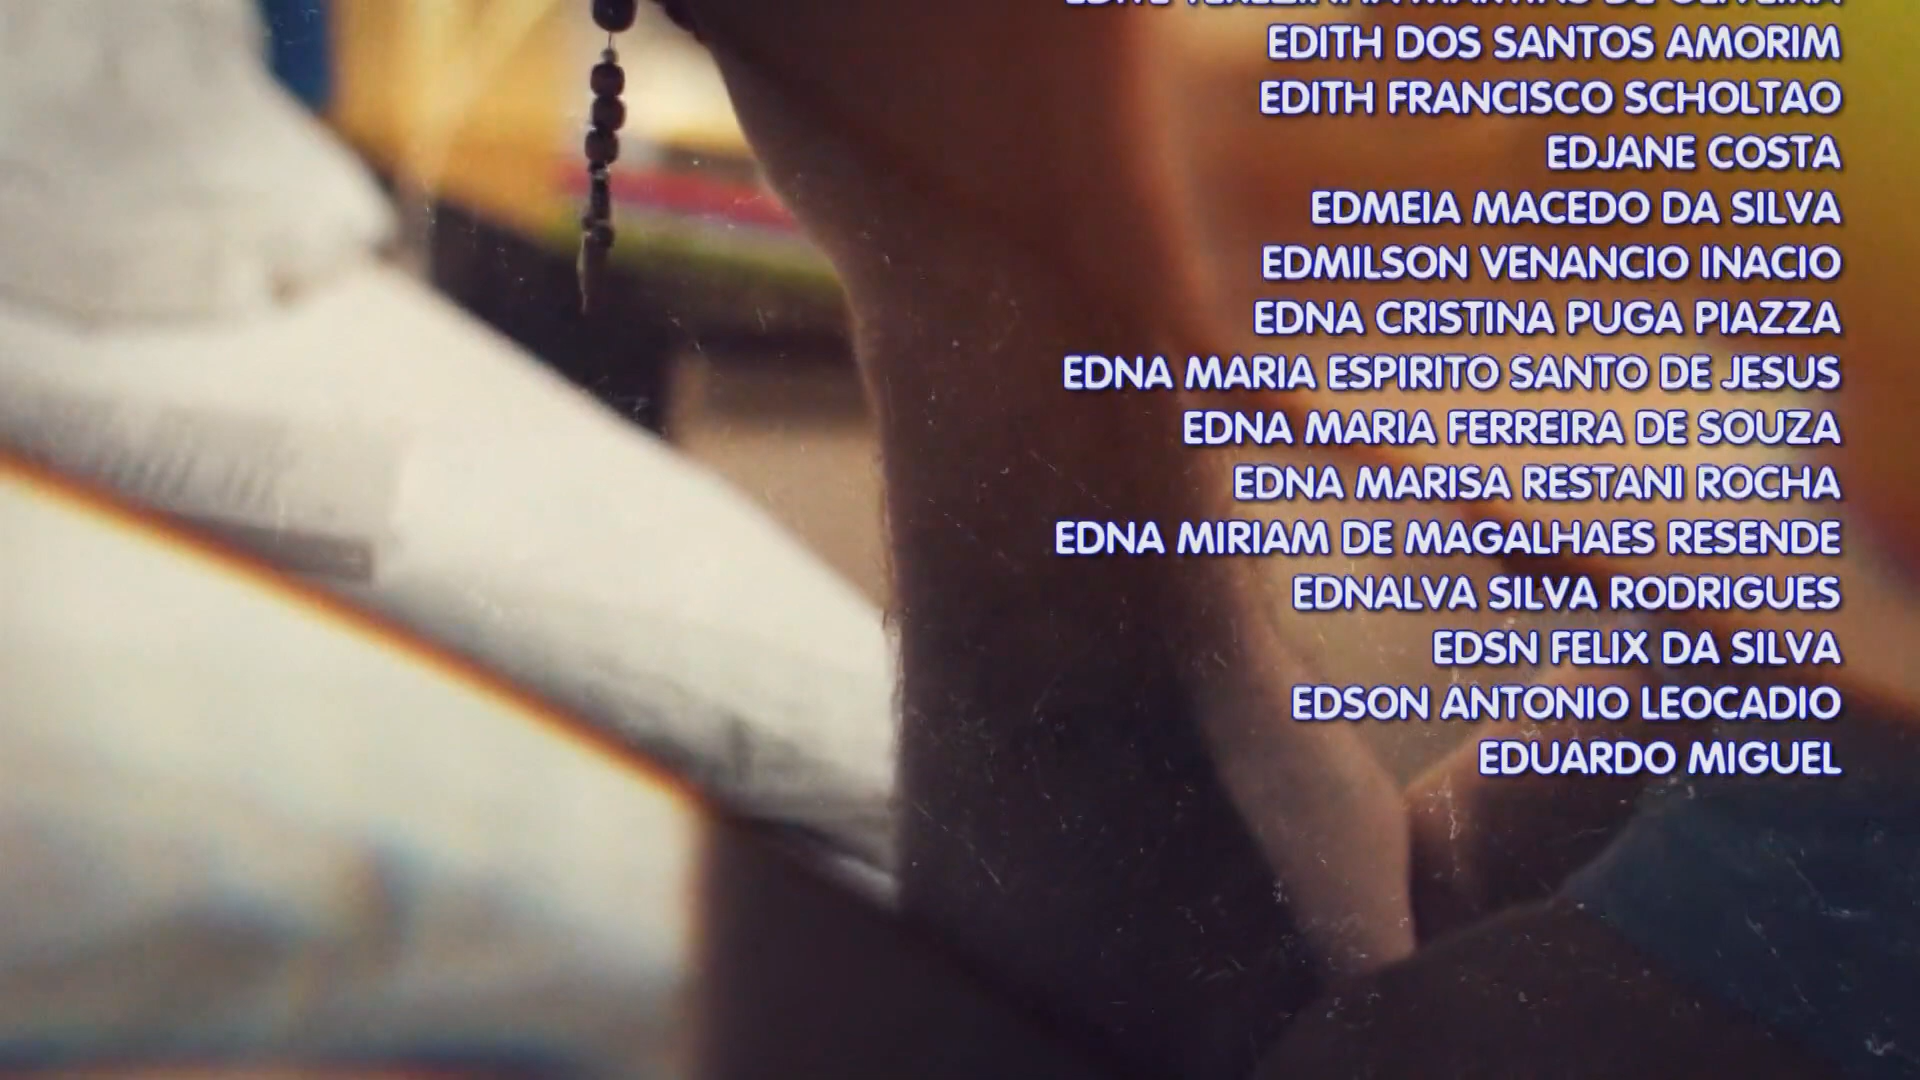 DE OLIVEIRA
EDITH DOS SANTOS AMORIM
EDITH FRANCISCO SCHOLTAO
EDJANE COSTA
EDMEIA MACEDO DA SILVA
EDMILSON VENANCIO INACIO
EDNA CRISTINA PUGA PIAZZA
EDNA MARIA ESPIRITO SANTO DE JESUS
EDNA MARIA FERREIRA DE SOUZA
EDNA MARISA RESTANI ROCHA
EDNA MIRIAM DE MAGALHAES RESENDE
EDNALVA SILVA RODRIGUES
EDSN FELIX DA SILVA
EDSON ANTONIO LEOCADIO
EDUARDO MIGUEL